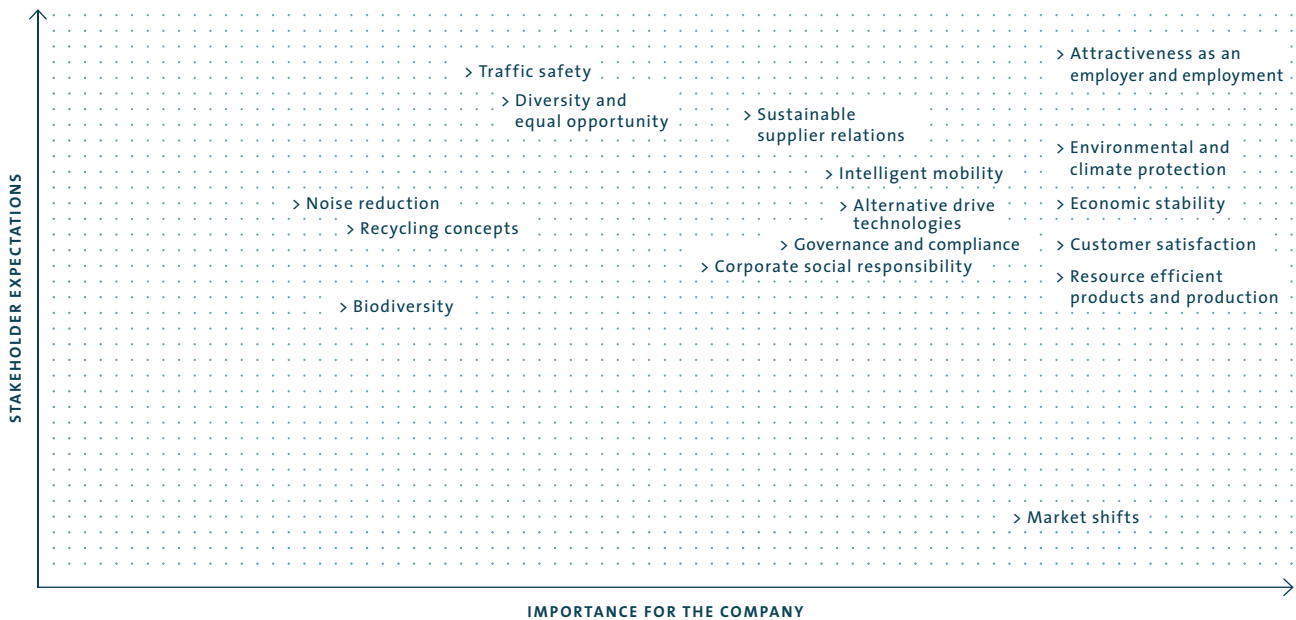 > Attractiveness as an
employer and employment
> Traffic safety
> Diversity and
equal opportunity
> Sustainable
supplier relations
> Environmental and
climate protection
> Intelligent mobility
> Noise reduction
> Alternative drive
technologies
> Economic stability
> Recycling concepts
> Governance and compliance
> Customer satisfaction
> Corporate social responsibility
> Resource efficient
products and production
> Biodiversity
> Market shifts
STAKEHOLDER EXPECTATIONS
IMPORTANCE FOR THE COMPANY